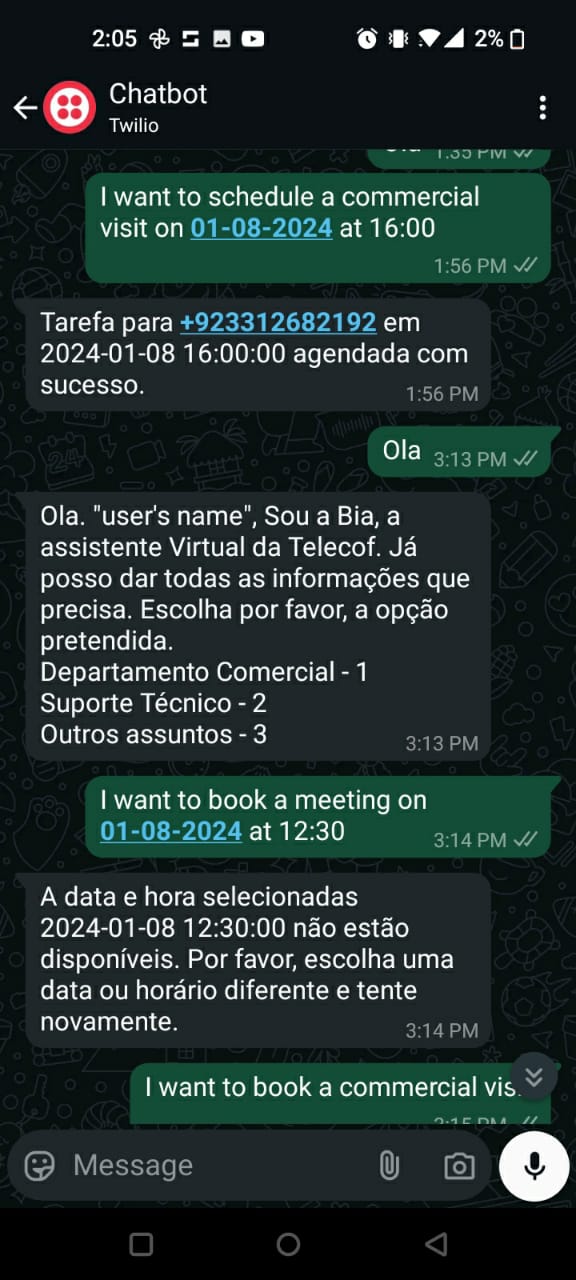 2:05
2%
Chatbot
Twilio
1:35 PM
I want to schedule a commercial
visit on 01-08-2024 at 16:00
1:56 PM
Tarefa para +923312682192 em
2024-01-08 16:00:00 agendada com
sucesso.
1:56 PM
Ola
3:13 PM
Ola. "user's name", Sou a Bia, a
assistente Virtual da Telecof. Já
posso dar todas as informações que
precisa. Escolha por favor, a opção
pretendida.
Departamento Comercial - 1
Suporte Técnico - 2
Outros assuntos - 3
3:13 PM
I want to book a meeting on
01-08-2024 at 12:30
3:14 PM
A data e hora selecionadas
2024-01-08 12:30:00 não estão
disponíveis. Por favor, escolha uma
data ou horário diferente e tente
novamente.
3:14 PM
I want to book a commercial vis
3:15 PM
Message